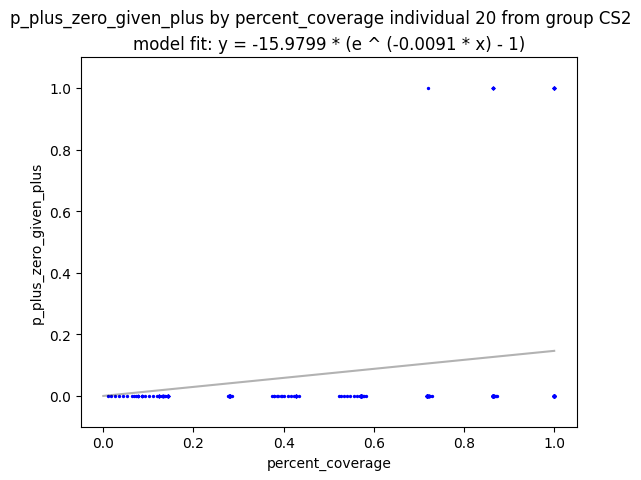 p_plus_zero_given_plus by percent_coverage individual 20 from group CS2
model fit: y = -15.9799 * (e ^ (-0.0091 * x) - 1)
1.0
0.8
0.6
0.4
0.2
0.0
p_plus_zero_given_plus
0.0 0.2 0.4 0.6 0.8 1.0
percent_coverage